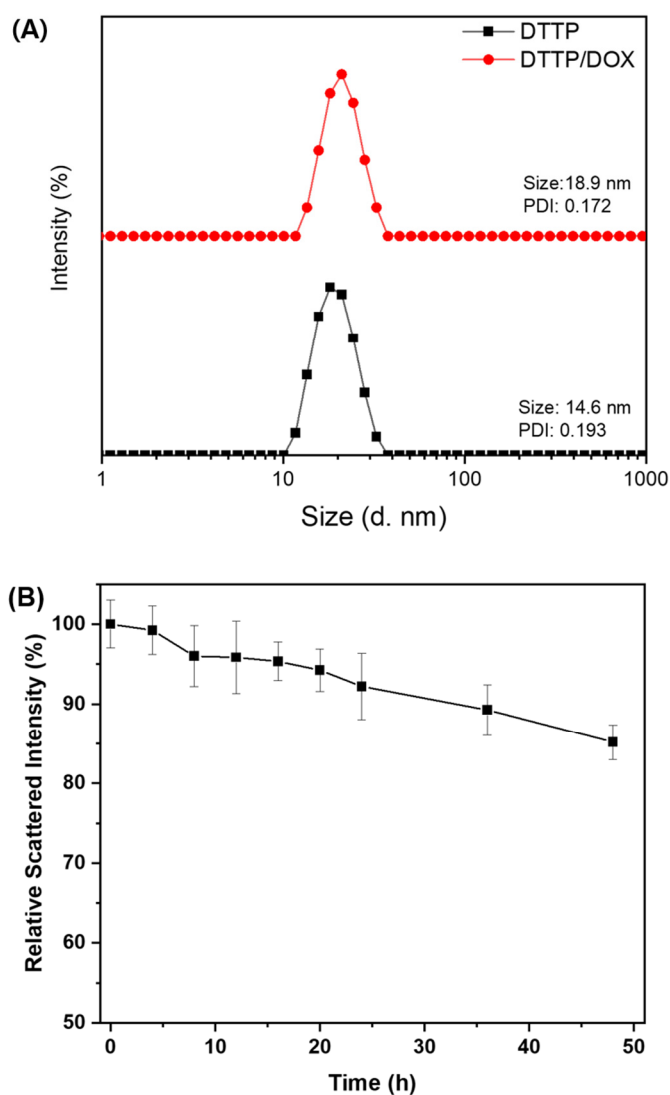 (A)
DTTP
DTTP/DOX
Intensity (%)
Size:18.9 nm
PDI: 0.172
Size: 14.6 nm
PDI: 0.193
1
10
100
1000
Size (d. nm)
(B)
Relative Scattered Intensity (%)
100
90
80
70
60
50
0
10
20
30
40
50
Time (h)